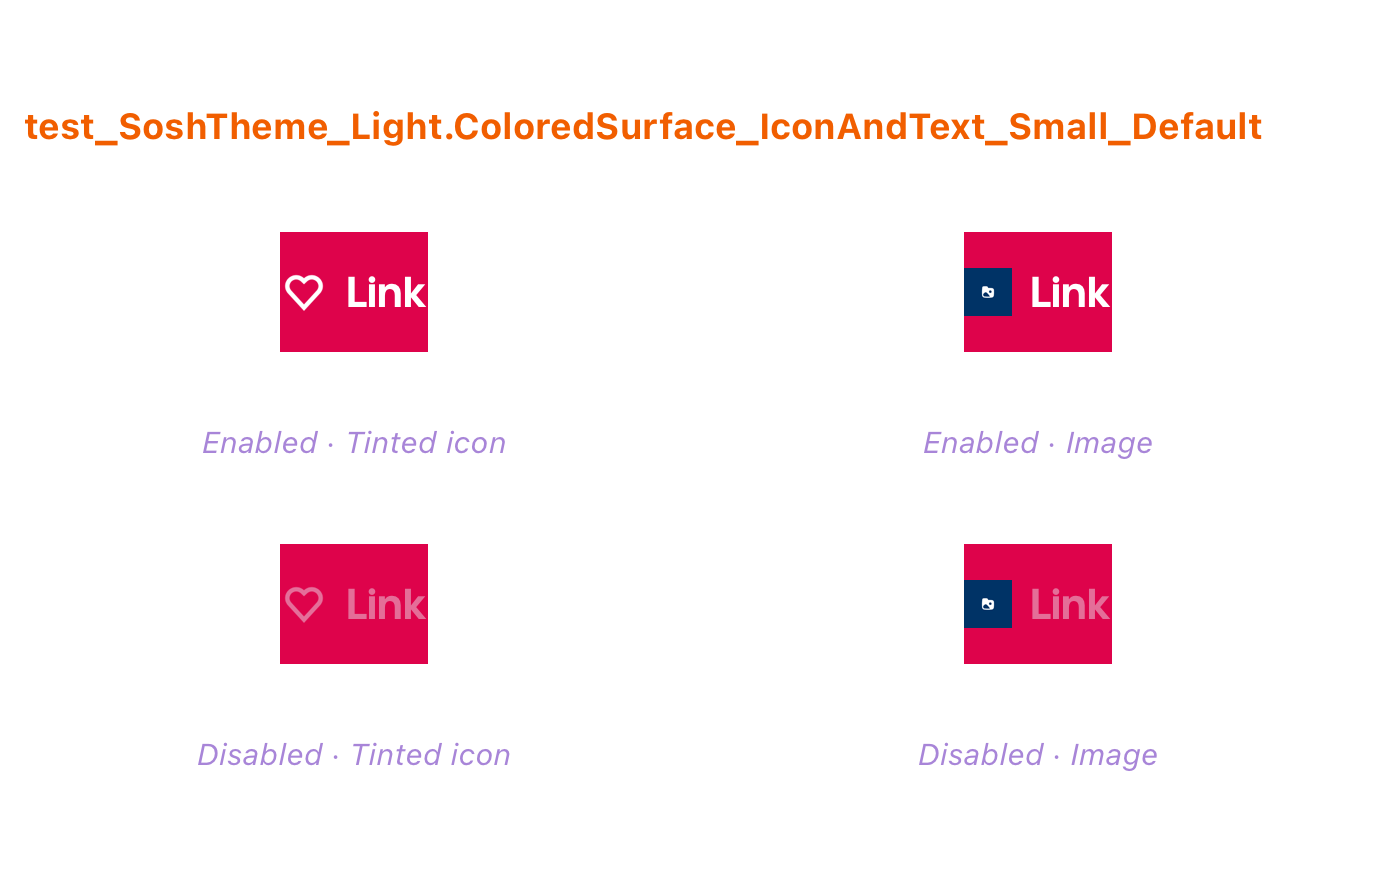 test_SoshTheme_Light.ColoredSurface_IconAndText_Small_Default
Link
Link
Enabled · Tinted icon
Enabled · Image
Link
Link
Disabled · Tinted icon
Disabled · Image